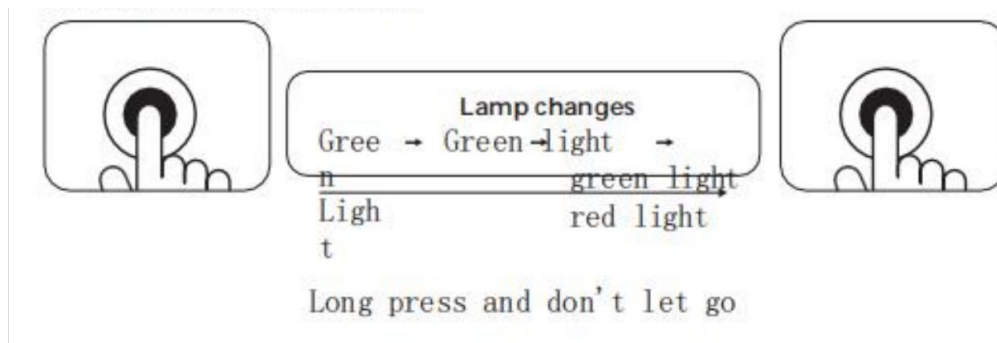 Lamp changes
Gree → Green → light →
n green light
Ligh red light
t
Long press and don't let go